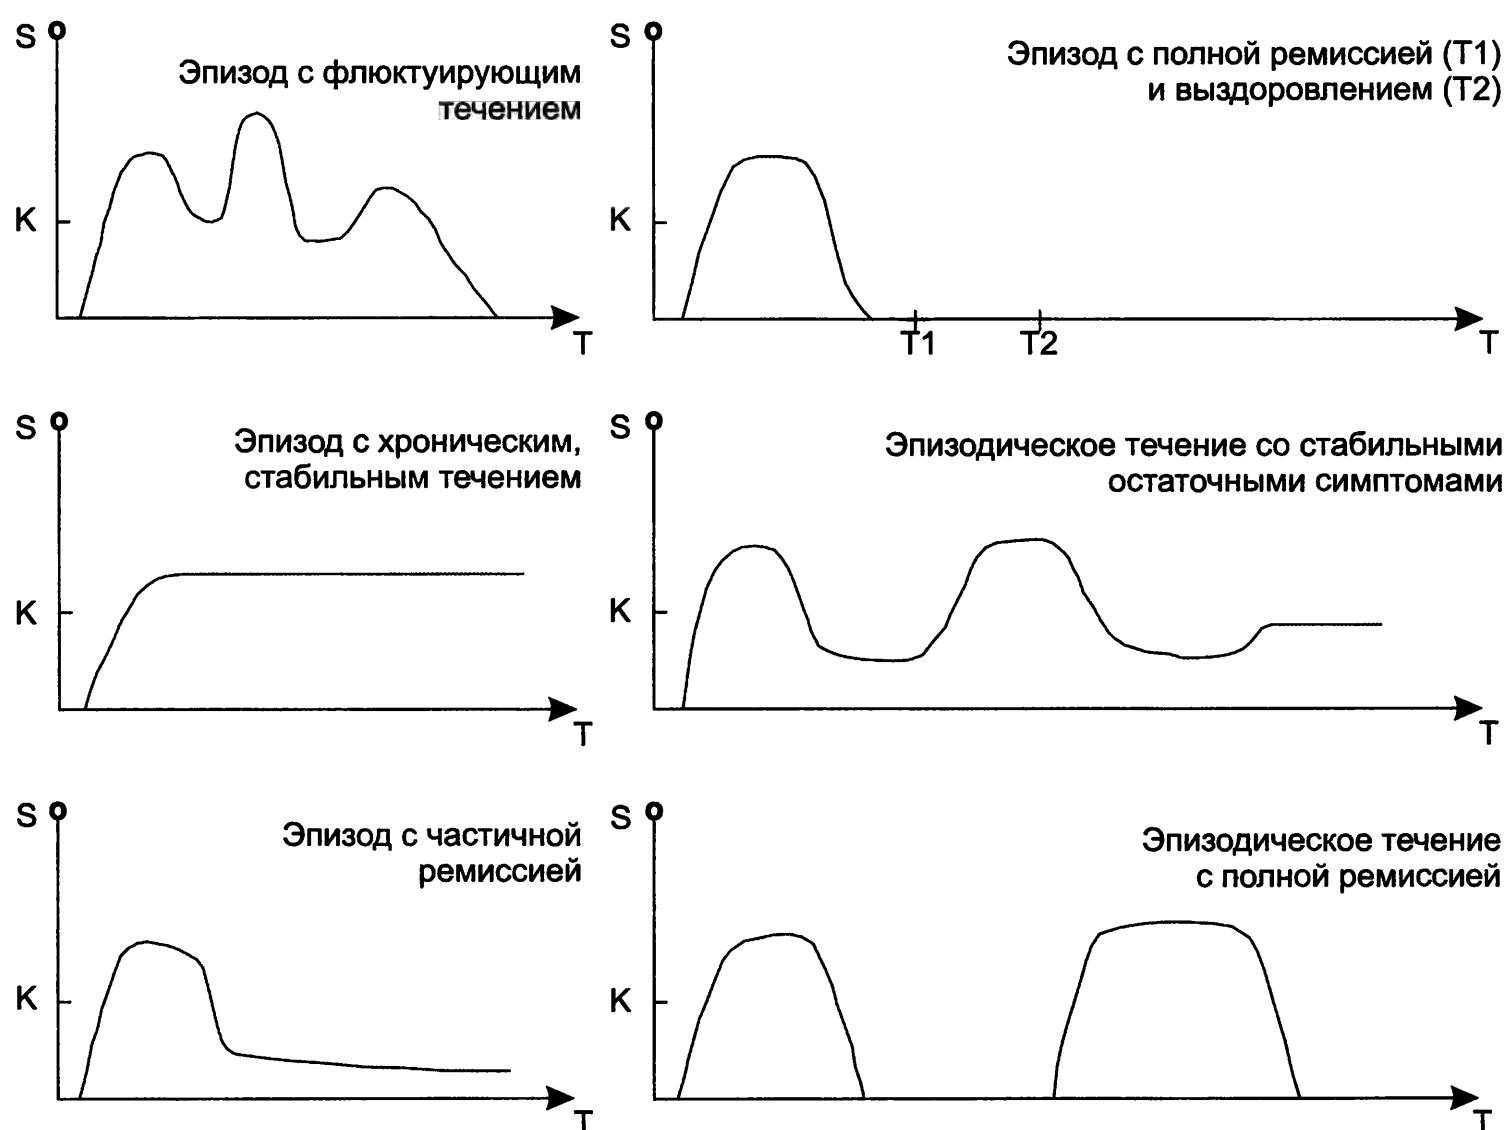 S
Эпизод с флюктуирующим
течением
K
T
S
Эпизод с полной ремиссией (T1)
и выздоровлением (T2)
K
T1
T2
T
S
Эпизод с хроническим,
стабильным течением
K
T
S
Эпизодическое течение со стабильными
остаточными симптомами
K
T
S
Эпизод с частичной
ремиссией
K
T
S
Эпизодическое течение
с полной ремиссией
K
T